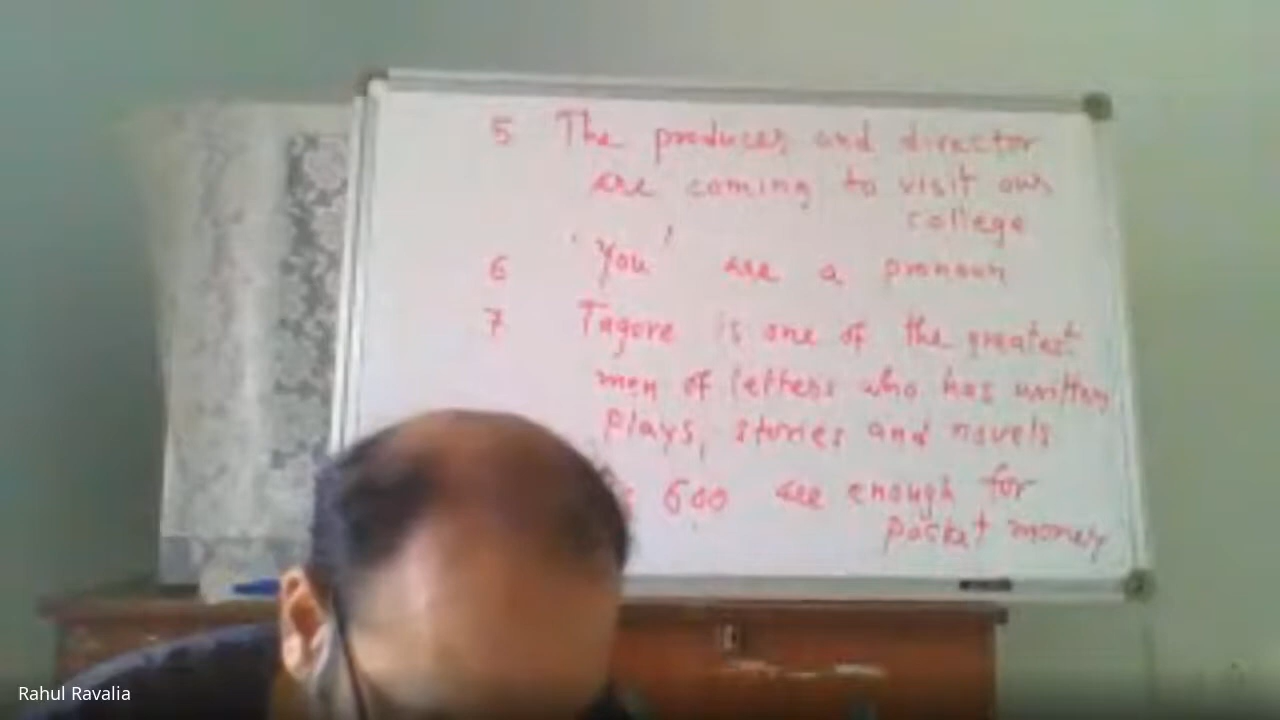 5 The producer and director
are coming to visit our
college
6 'You' are a pronoun
7 Tagore is one of the greatest
men of letters who has written
Plays, stories and novels
600 are enough for
pocket money
Rahul Ravalia